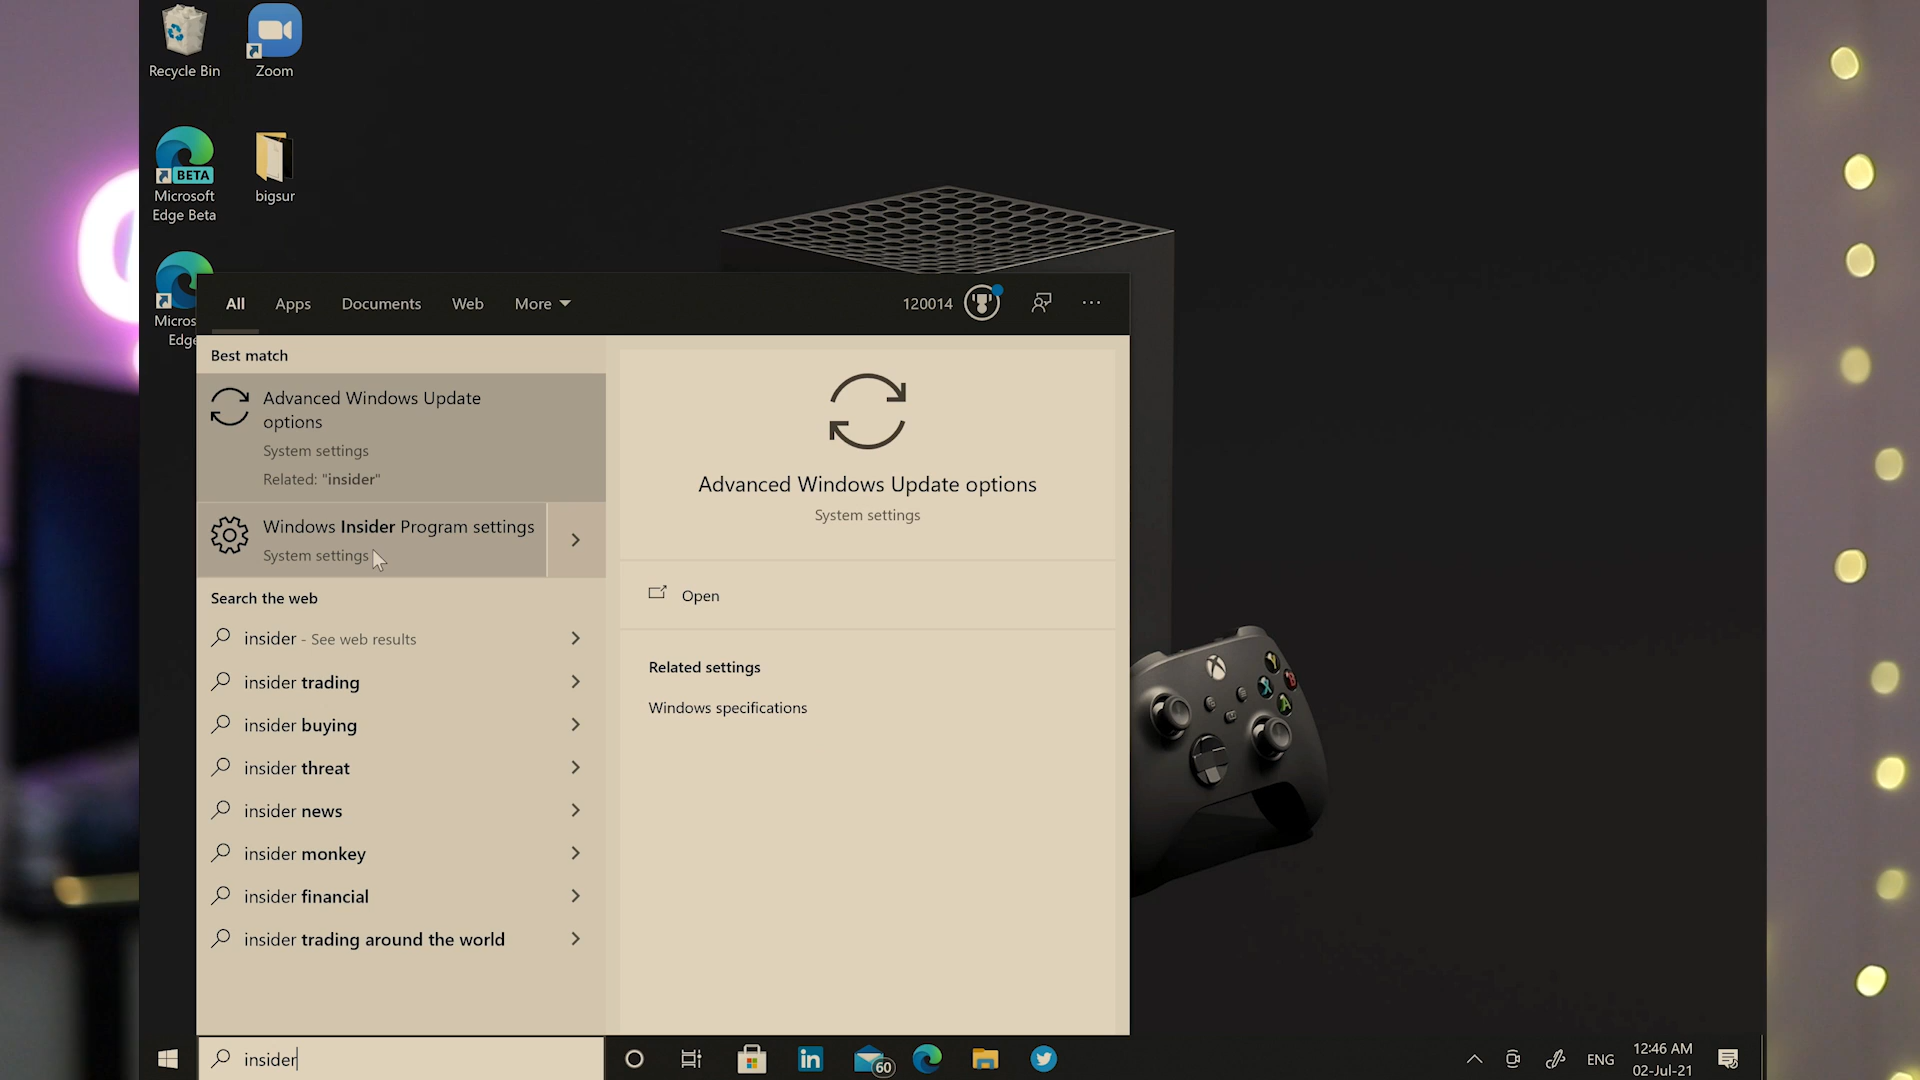 Recycle Bin
Zoom
BETA
Microsoft
Edge Beta
bigsur
Micros
Edge
All
Apps
Documents
Web
More
120014
Best match
Advanced Windows Update
options
System settings
Related: "insider"
Windows Insider Program settings
System settings
Search the web
insider - See web results
insider trading
insider buying
insider threat
insider news
insider monkey
insider financial
insider trading around the world
Advanced Windows Update options
System settings
Open
Related settings
Windows specifications
Y
X
B
A
insider
in
60
ENG
12:46 AM
02-Jul-21